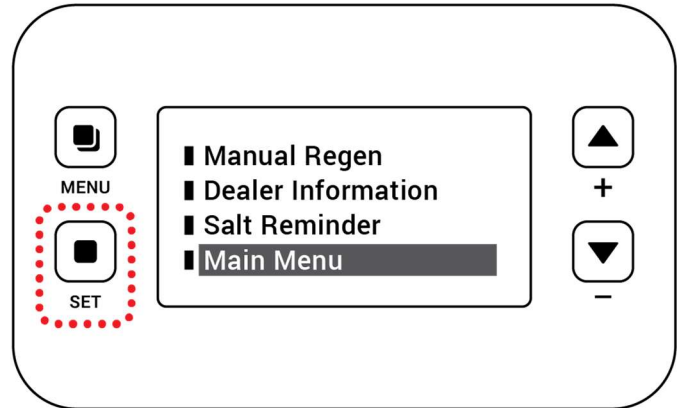 MENU
SET
Manual Regen
Dealer Information
Salt Reminder
Main Menu
+
−